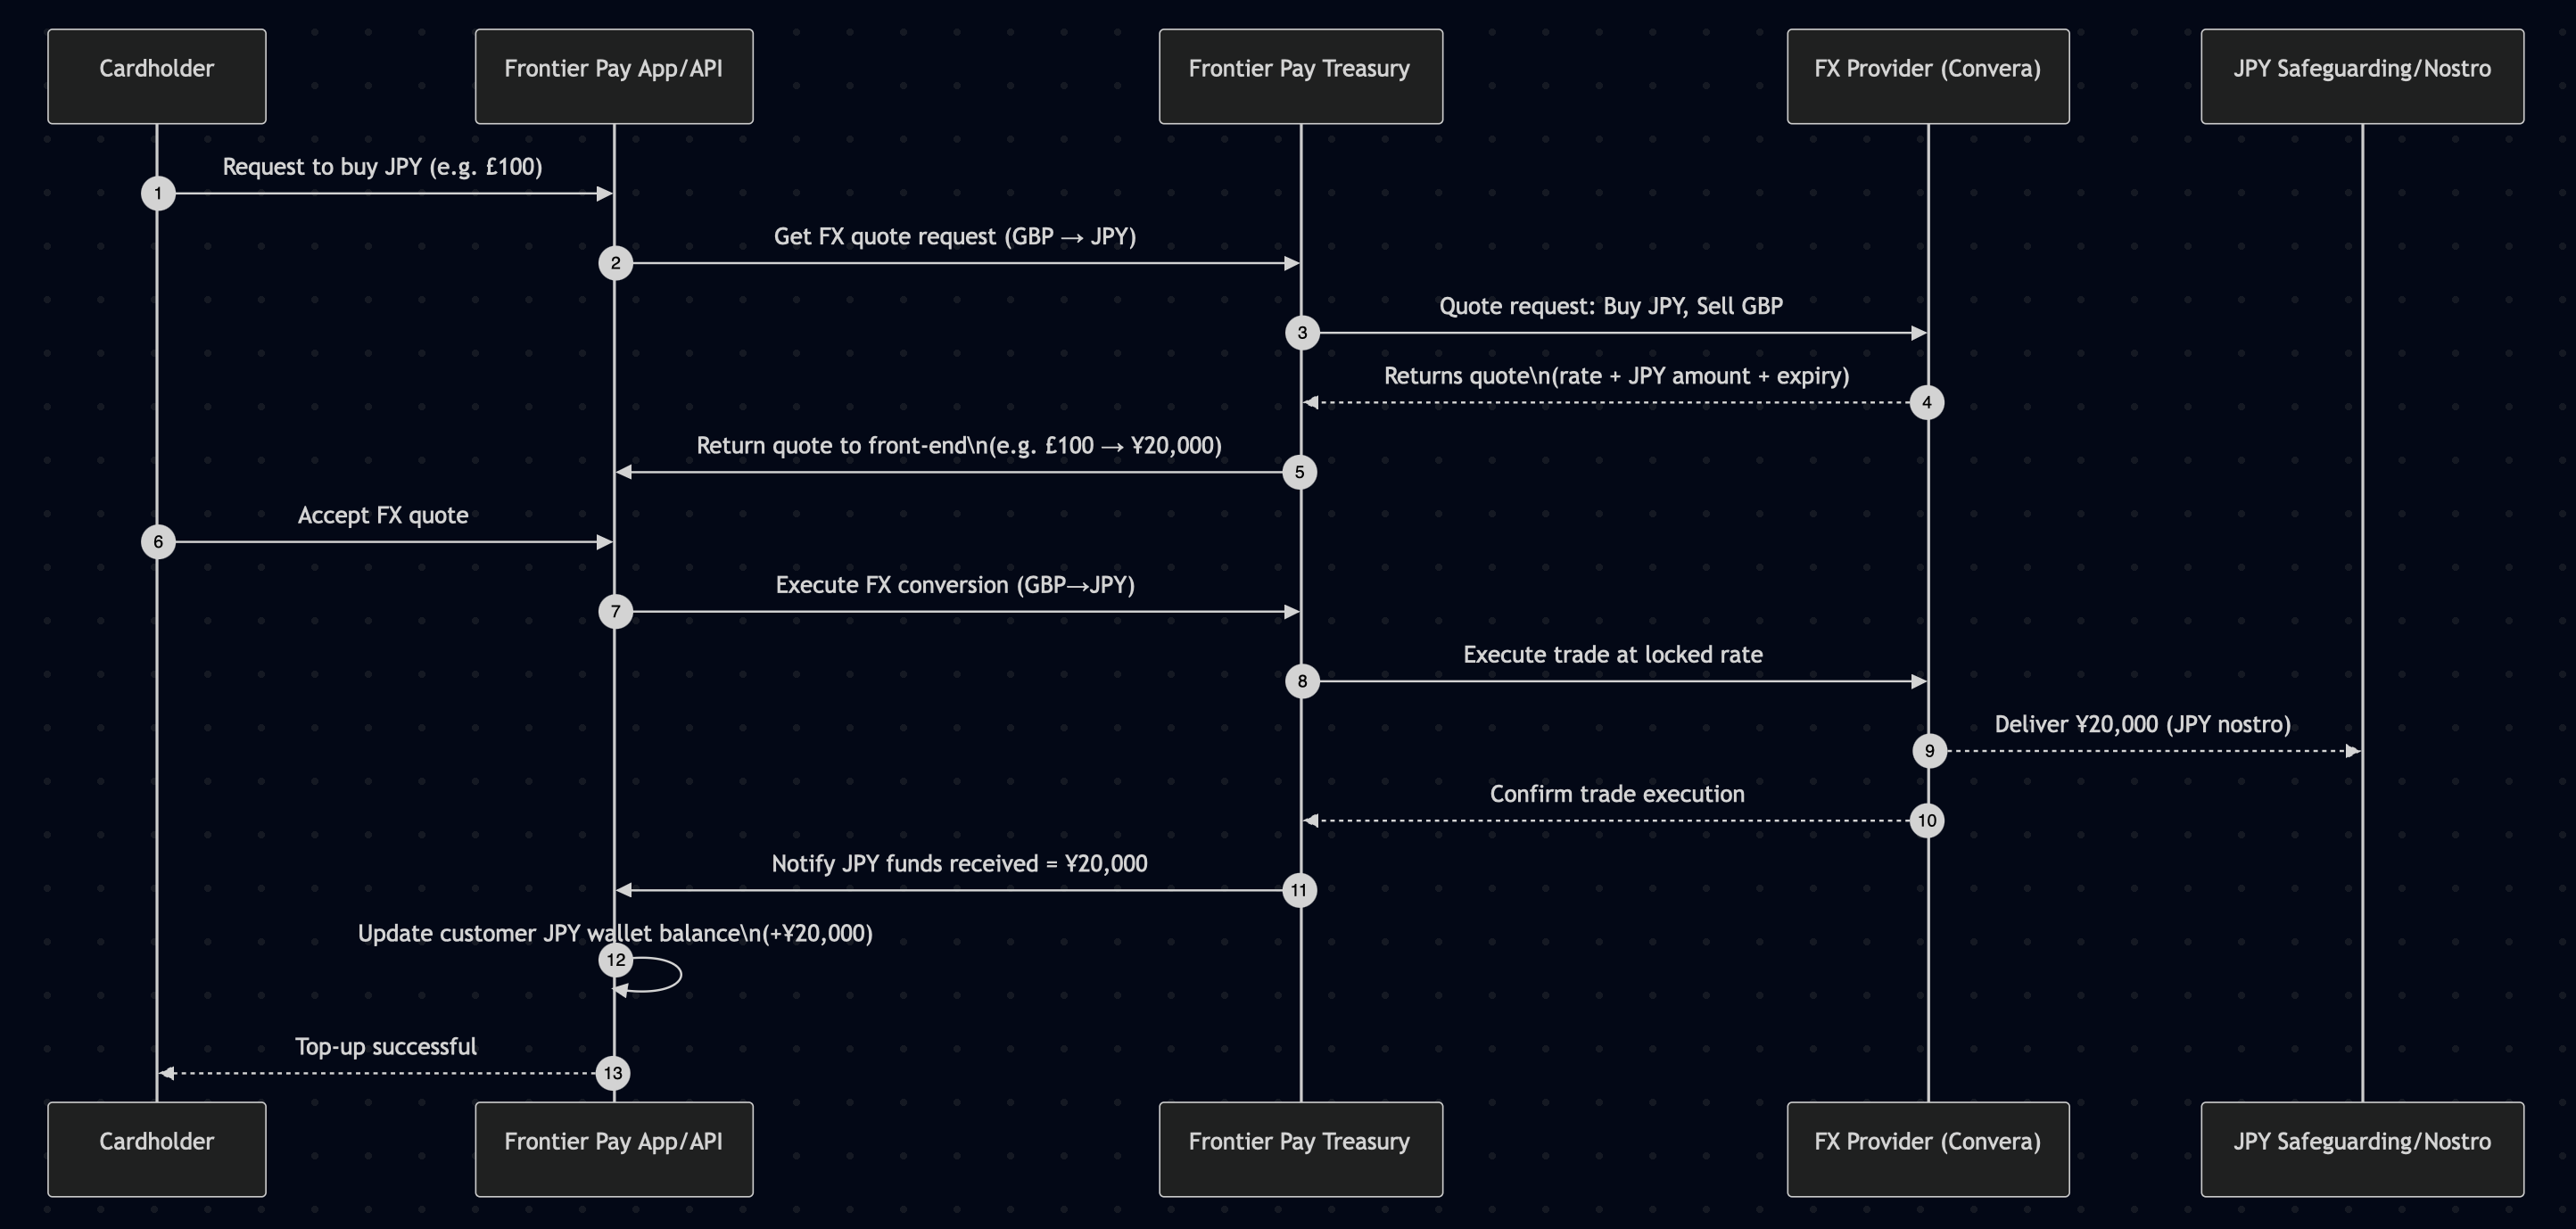 Cardholder
Frontier Pay App/API
Frontier Pay Treasury
FX Provider (Convera)
JPY Safeguarding/Nostro
Request to buy JPY (e.g. £100)
1
Get FX quote request (GBP → JPY)
2
Quote request: Buy JPY, Sell GBP
3
Returns quote\n(rate + JPY amount + expiry)
4
Return quote to front-end\n(e.g. £100 → ¥20,000)
5
Accept FX quote
6
Execute FX conversion (GBP→JPY)
7
Execute trade at locked rate
8
Deliver ¥20,000 (JPY nostro)
9
Confirm trade execution
10
Notify JPY funds received = ¥20,000
11
Update customer JPY wallet balance\n(+¥20,000)
12
Top-up successful
13
Cardholder
Frontier Pay App/API
Frontier Pay Treasury
FX Provider (Convera)
JPY Safeguarding/Nostro